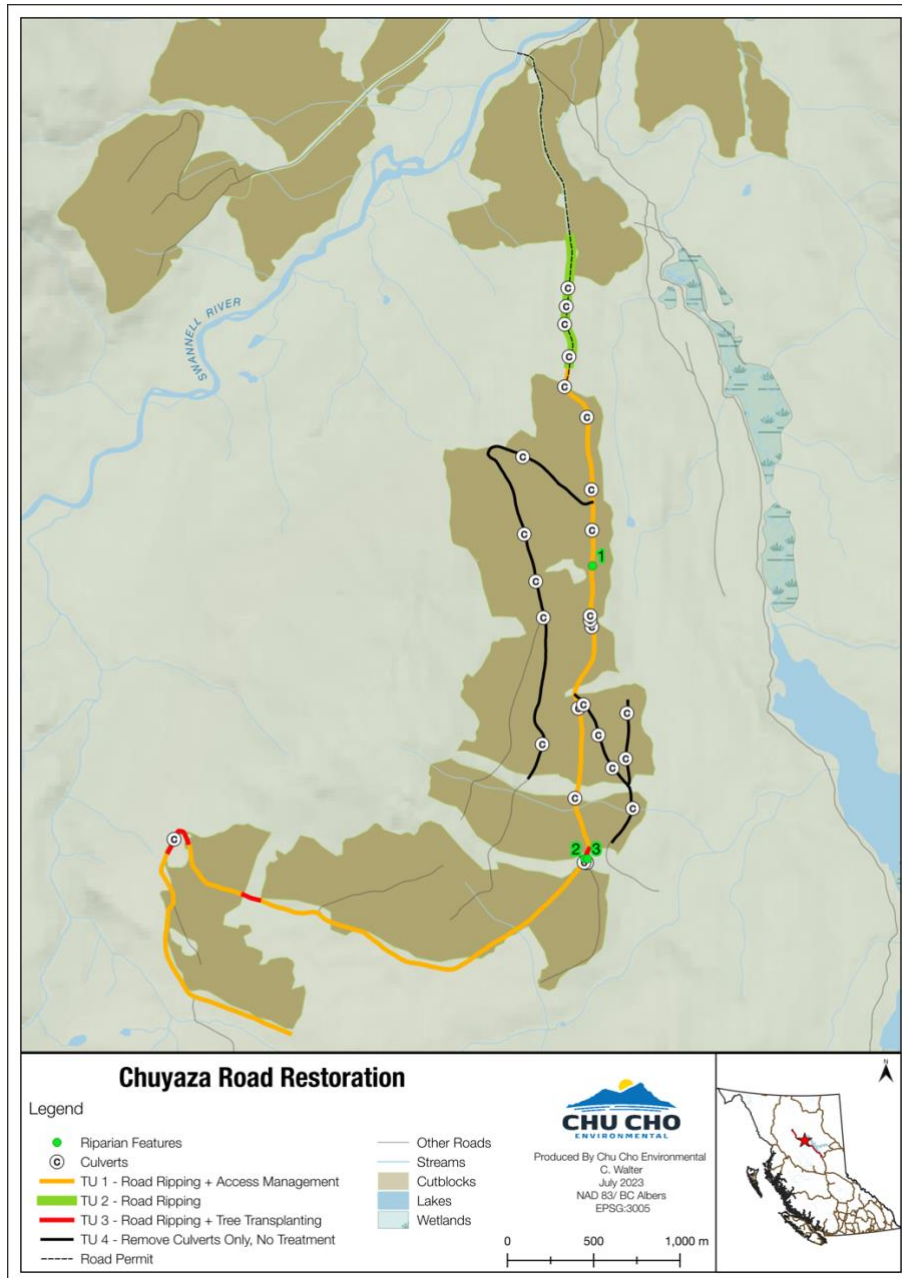 SWANNELL RIVER
C
C
C
C
C
C
C
C
C
C
C
C
1
C
C
C
C
C
C
C
C
C
C
C
C
C
2 3
C
C
Chuyaza Road Restoration
Legend
Riparian Features
C Culverts
TU 1 - Road Ripping + Access Management
TU 2 - Road Ripping
TU 3 - Road Ripping + Tree Transplanting
TU 4 - Remove Culverts Only, No Treatment
Road Permit
Other Roads
Streams
Cutblocks
Lakes
Wetlands
CHU CHO
ENVIRONMENTAL
Produced By Chu Cho Environmental
C. Walter
July 2023
NAD 83/ BC Albers
EPSG:3005
0 500 1,000 m
N